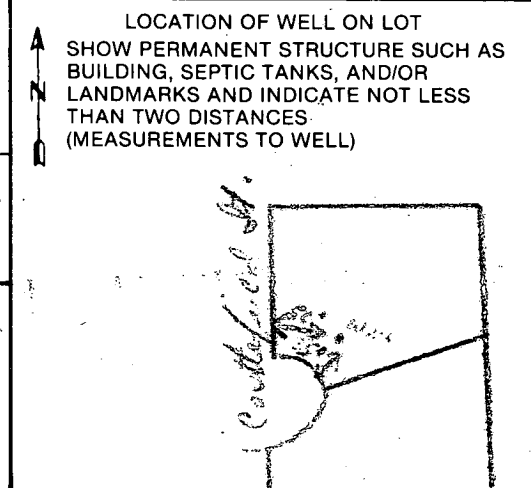 LOCATION OF WELL ON LOT
SHOW PERMANENT STRUCTURE SUCH AS
BUILDING, SEPTIC TANKS, AND/OR
N LANDMARKS AND INDICATE NOT LESS
THAN TWO DISTANCES
(MEASUREMENTS TO WELL)